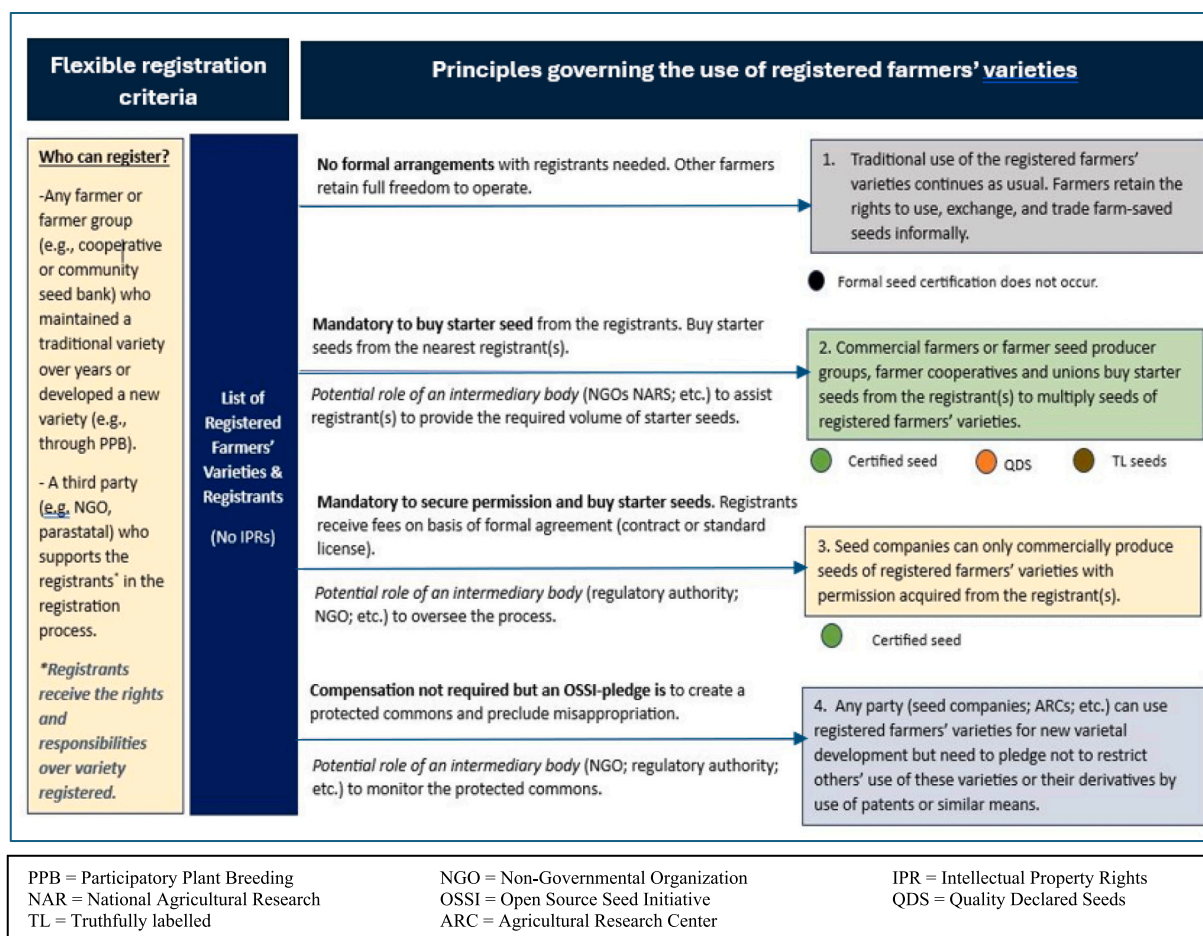 Flexible registration
criteria
Principles governing the use of registered farmers' varieties
Who can register?
-Any farmer or
farmer group
(e.g., cooperative
or community
seed bank) who
maintained a
traditional variety
over years or
developed a new
variety (e.g.,
through PPB).
- A third party
(e.g. NGO,
parastatal) who
supports the
registrants* in the
registration
process.
*Registrants
receive the rights
and
responsibilities
over variety
registered.
List of
Registered
Farmers'
Varieties &
Registrants
(No IPRs)
No formal arrangements with registrants needed. Other farmers
retain full freedom to operate.
1. Traditional use of the registered farmers'
varieties continues as usual. Farmers retain the
rights to use, exchange, and trade farm-saved
seeds informally.
Formal seed certification does not occur.
Mandatory to buy starter seed from the registrants. Buy starter
seeds from the nearest registrant(s).
Potential role of an intermediary body (NGOs NARS; etc.) to assist
registrant(s) to provide the required volume of starter seeds.
2. Commercial farmers or farmer seed producer
groups, farmer cooperatives and unions buy starter
seeds from the registrant(s) to multiply seeds of
registered farmers' varieties.
Certified seed QDS TL seeds
Mandatory to secure permission and buy starter seeds. Registrants
receive fees on basis of formal agreement (contract or standard
license).
Potential role of an intermediary body (regulatory authority;
NGO; etc.) to oversee the process.
3. Seed companies can only commercially produce
seeds of registered farmers' varieties with
permission acquired from the registrant(s).
Certified seed
Compensation not required but an OSSI-pledge is to create a
protected commons and preclude misappropriation.
Potential role of an intermediary body (NGO; regulatory authority;
etc.) to monitor the protected commons.
4. Any party (seed companies; ARCs; etc.) can use
registered farmers' varieties for new varietal
development but need to pledge not to restrict
others' use of these varieties or their derivatives by
use of patents or similar means.
PPB = Participatory Plant Breeding
NAR = National Agricultural Research
TL = Truthfully labelled
NGO = Non-Governmental Organization
OSSI = Open Source Seed Initiative
ARC = Agricultural Research Center
IPR = Intellectual Property Rights
QDS = Quality Declared Seeds